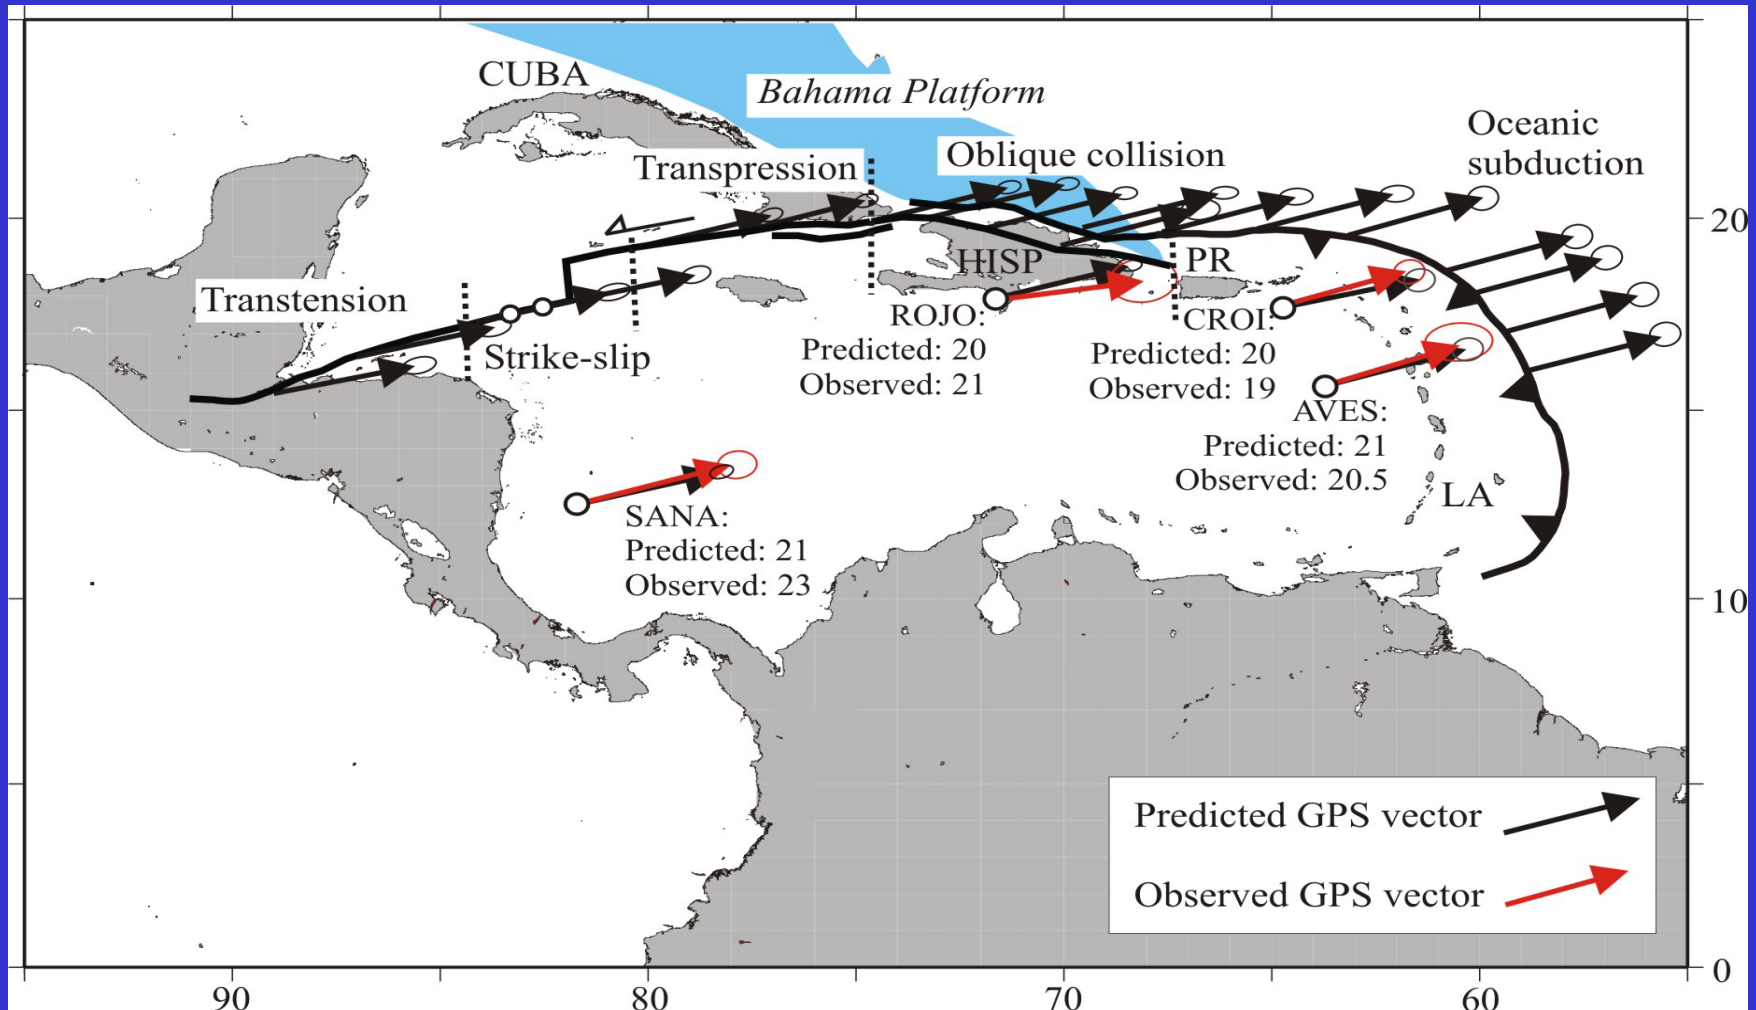 CUBA
Bahama Platform
Oceanic
subduction
Transpression
Oblique collision
20
HISP
PR
Transtension
Strike-slip
ROJO:
Predicted: 20
Observed: 21
CROI:
Predicted: 20
Observed: 19
AVES:
Predicted: 21
Observed: 20.5
LA
SANA:
Predicted: 21
Observed: 23
10
Predicted GPS vector
Observed GPS vector
0
90
80
70
60